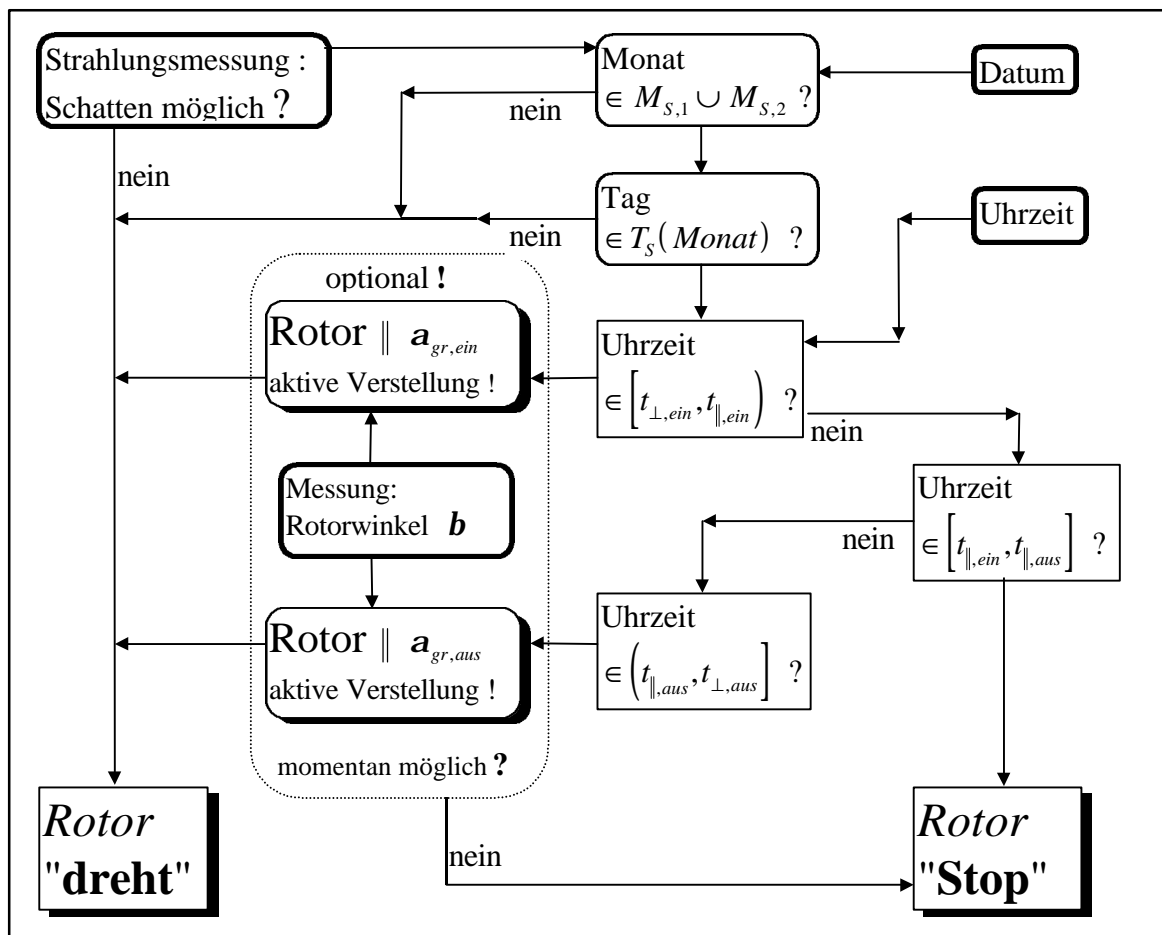 Strahlungsmessung :
Schatten möglich ?
Monat
∈ M_{S,1} ∪ M_{S,2} ?
Datum
nein
nein
Tag
∈ T_S(Monat) ?
Uhrzeit
nein
optional !
Rotor ∥ a_{gr,ein}
aktive Verstellung !
Uhrzeit
∈ [t_{⊥,ein}, t_{∥,ein}) ?
nein
Messung:
Rotorwinkel b
Uhrzeit
∈ [t_{∥,ein}, t_{∥,aus}] ?
nein
Rotor ∥ a_{gr,aus}
aktive Verstellung !
Uhrzeit
∈ (t_{∥,aus}, t_{⊥,aus}] ?
momentan möglich ?
nein
Rotor
"dreht"
Rotor
"Stop"